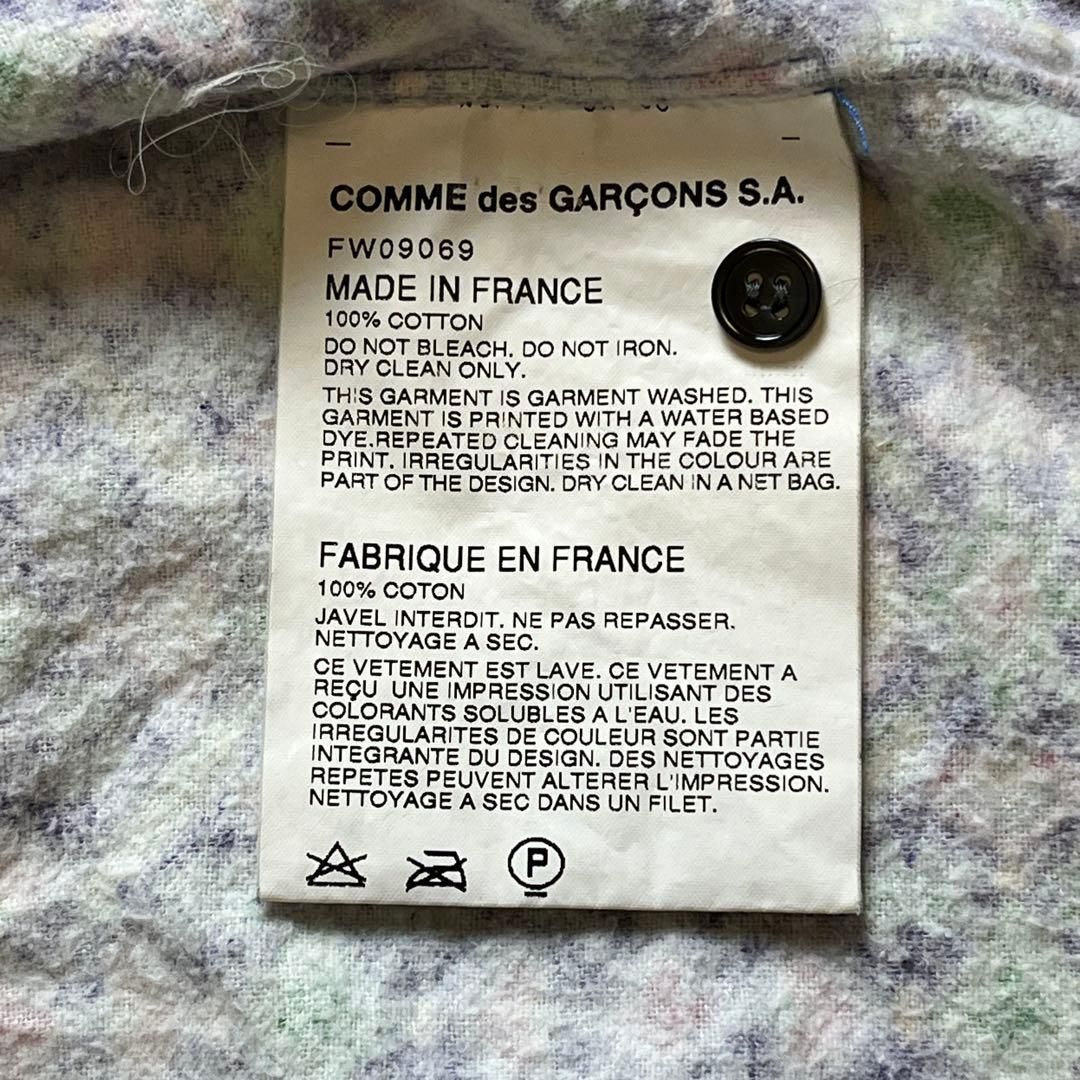 COMME des GARÇONS S.A.
FW09069
MADE IN FRANCE
100% COTTON
DO NOT BLEACH. DO NOT IRON.
DRY CLEAN ONLY.
THIS GARMENT IS GARMENT WASHED. THIS
GARMENT IS PRINTED WITH A WATER BASED
DYE.REPEATED CLEANING MAY FADE THE
PRINT. IRREGULARITIES IN THE COLOUR ARE
PART OF THE DESIGN. DRY CLEAN IN A NET BAG.
FABRIQUE EN FRANCE
100% COTON
JAVEL INTERDIT. NE PAS REPASSER.
NETTOYAGE A SEC.
CE VETEMENT EST LAVE. CE VETEMENT A
REÇU UNE IMPRESSION UTILISANT DES
COLORANTS SOLUBLES A L'EAU. LES
IRREGULARITES DE COULEUR SONT PARTIE
INTEGRANTE DU DESIGN. DES NETTOYAGES
REPETES PEUVENT ALTERER L'IMPRESSION.
NETTOYAGE A SEC DANS UN FILET.
P